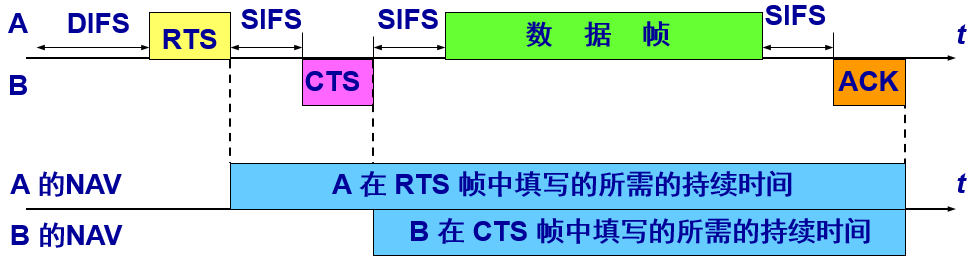 A DIFS RTS SIFS SIFS 数 据 帧 SIFS t
B CTS ACK
A 的NAV A 在 RTS 帧中填写的所需的持续时间 t
B 的NAV B 在 CTS 帧中填写的所需的持续时间